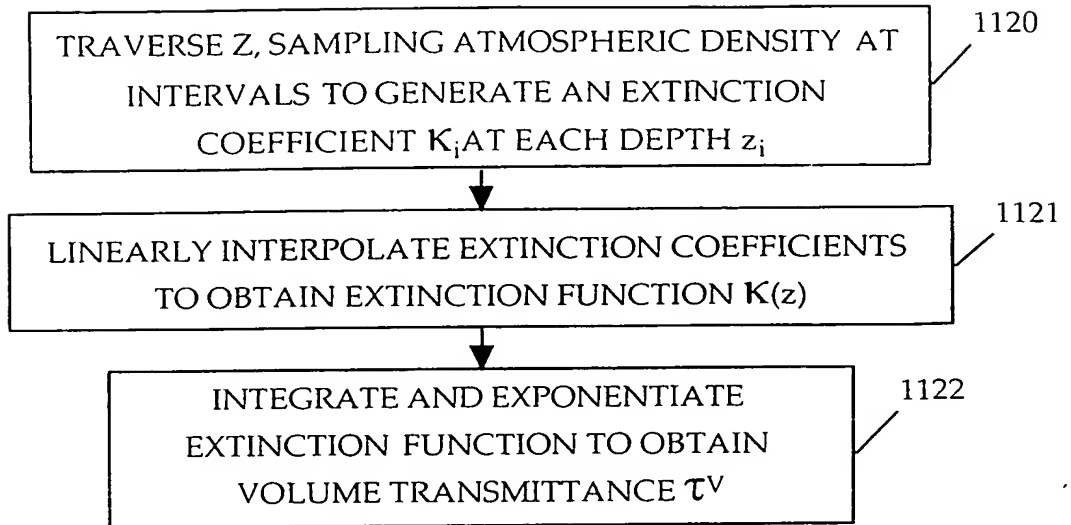 TRAVERSE Z, SAMPLING ATMOSPHERIC DENSITY AT
INTERVALS TO GENERATE AN EXTINCTION
COEFFICIENT κi AT EACH DEPTH zi
1120
LINEARLY INTERPOLATE EXTINCTION COEFFICIENTS
TO OBTAIN EXTINCTION FUNCTION κ(z)
1121
INTEGRATE AND EXPONENTIATE
EXTINCTION FUNCTION TO OBTAIN
VOLUME TRANSMITTANCE τV
1122